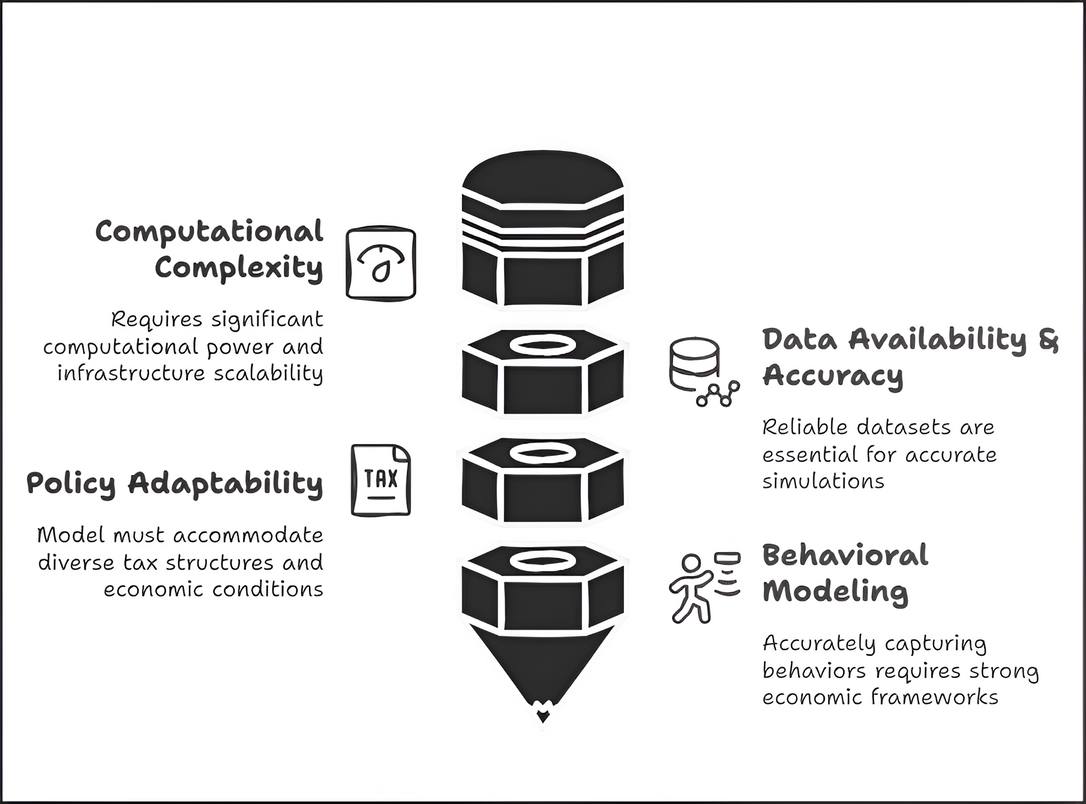 Computational
Complexity
Requires significant
computational power and
infrastructure scalability
Data Availability &
Accuracy
Reliable datasets are
essential for accurate
simulations
Policy Adaptability
TAX
Model must accommodate
diverse tax structures and
economic conditions
Behavioral
Modeling
Accurately capturing
behaviors requires strong
economic frameworks